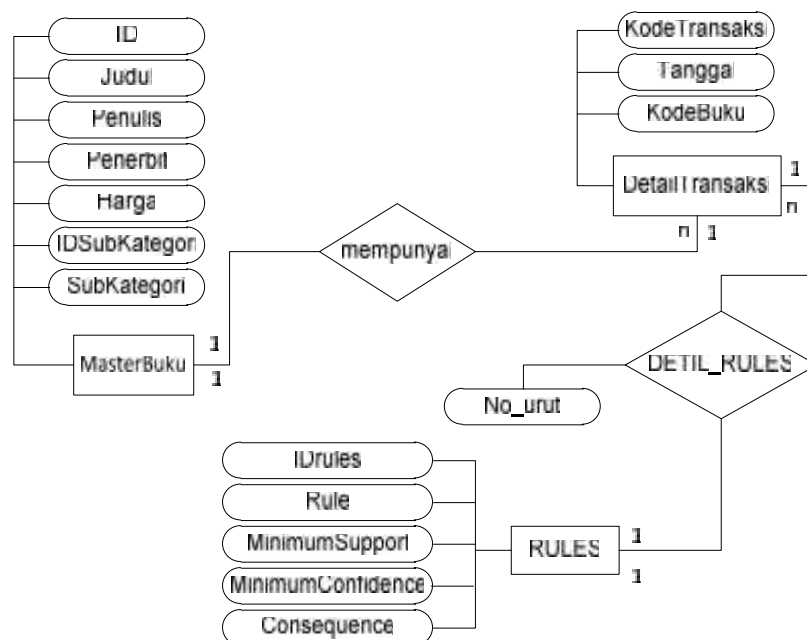 ID
Judul
Penulis
Penerbit
Harga
IDSubKategori
SubKategori
MasterBuku
1
1
mempunyai
KodeTransaksi
Tanggal
KodeBuku
DetailTransaksi
1
n
n 1
DETIL_RULES
No_urut
IDrules
Rule
MinimumSupport
MinimumConfidence
Consequence
RULES
1
1